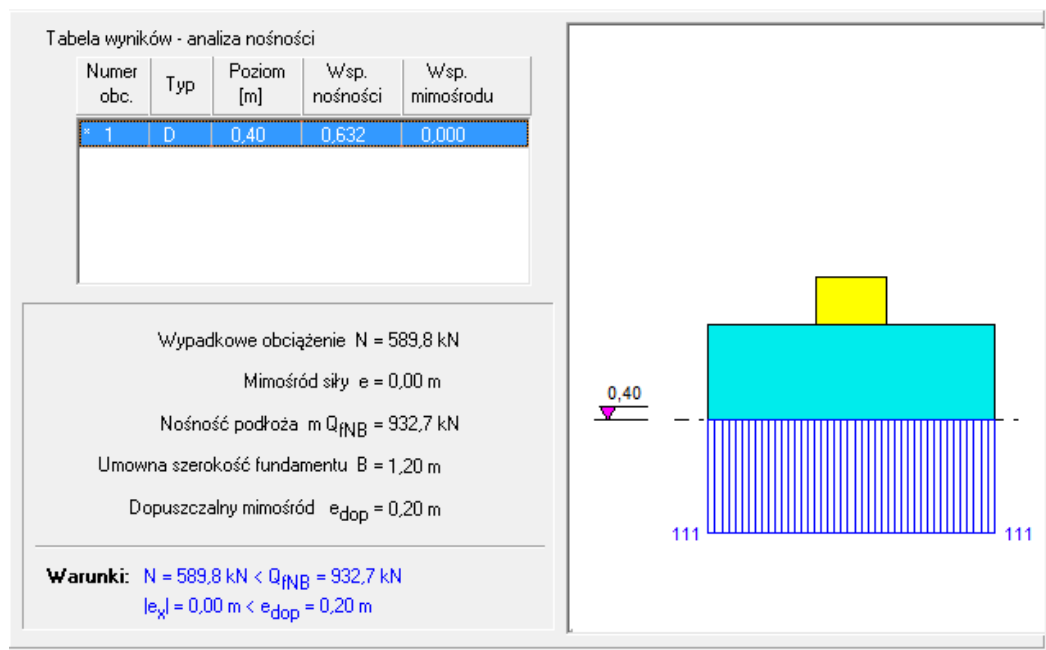 Tabela wyników - analiza nośności
Numer obc. Typ Poziom [m] Wsp. nośności Wsp. mimośrodu
* 1 D 0,40 0,632 0,000
Wypadkowe obciążenie N = 589,8 kN
Mimośród siły e = 0,00 m
Nośność podłoża m QfNB = 932,7 kN
Umowna szerokość fundamentu B = 1,20 m
Dopuszczalny mimośród edop = 0,20 m
Warunki: N = 589,8 kN < QfNB = 932,7 kN
|ex| = 0,00 m < edop = 0,20 m
0,40
111 111